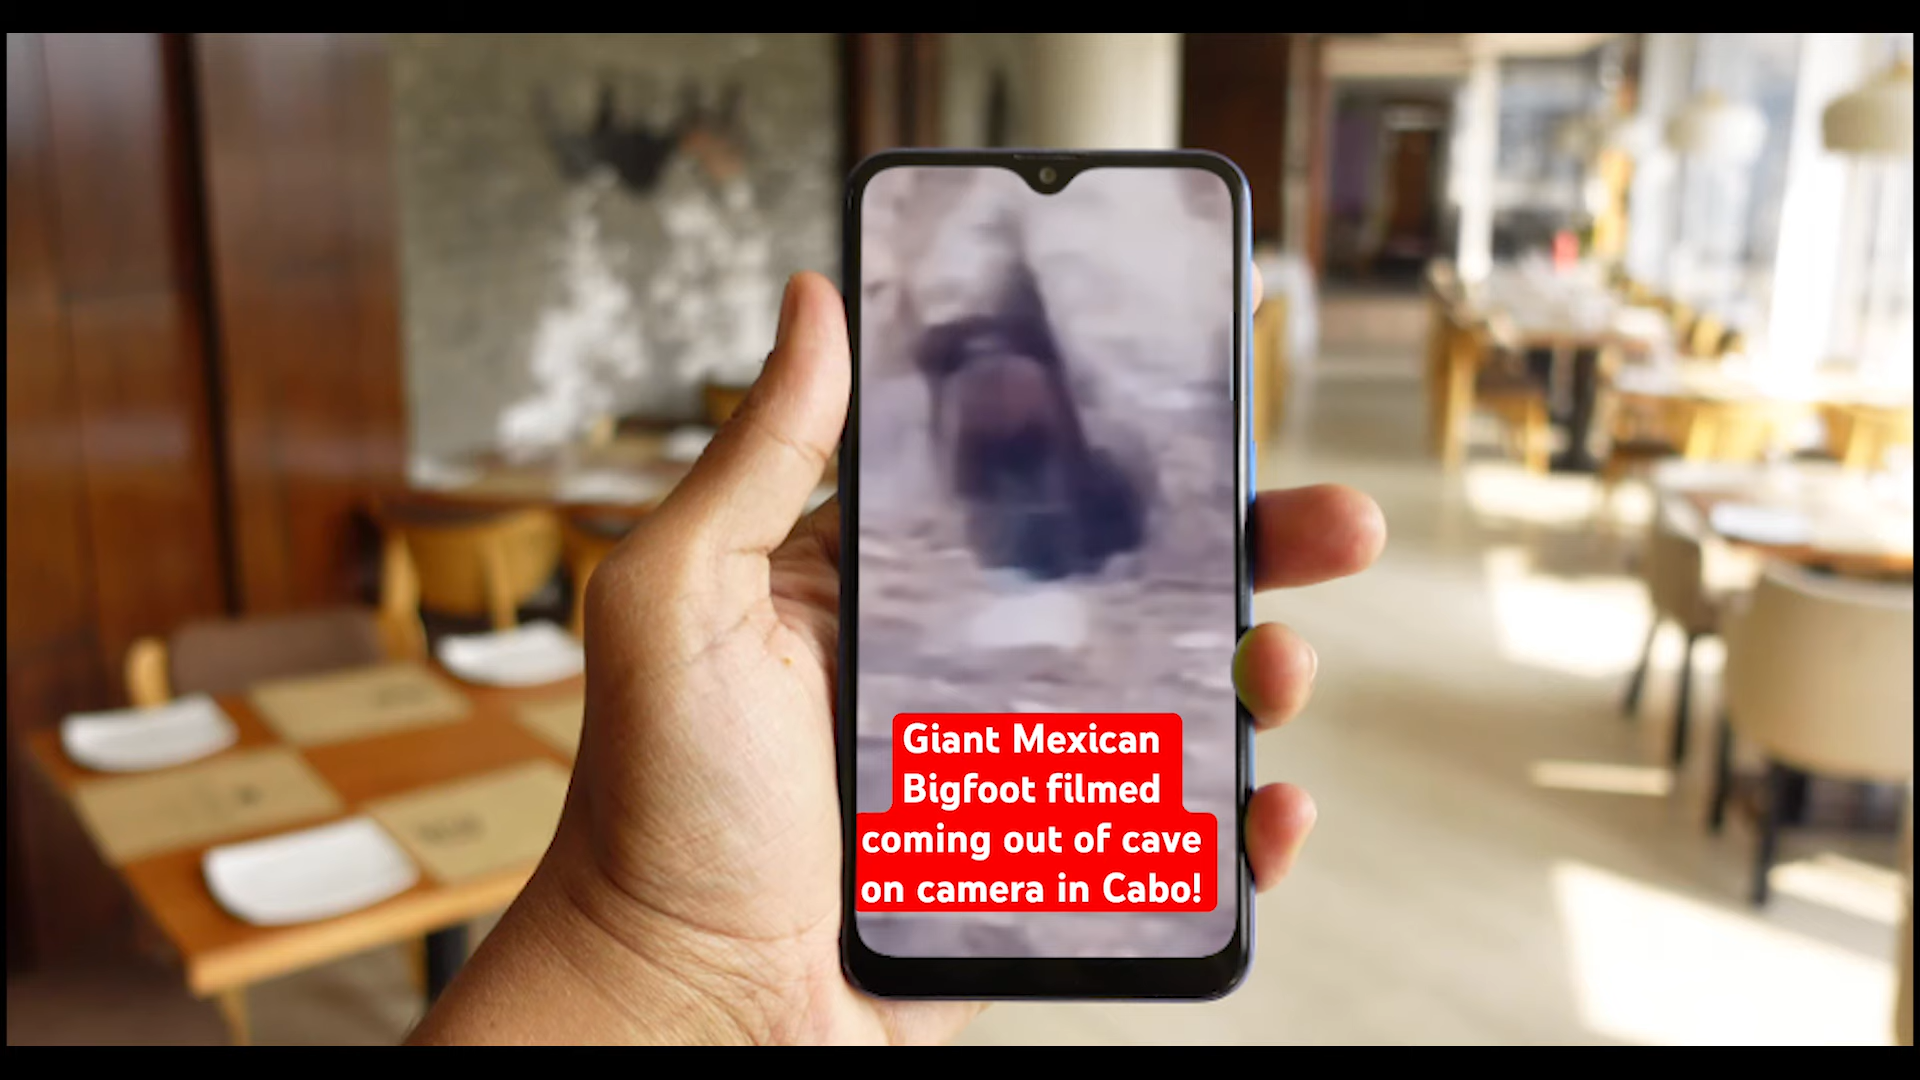 Giant Mexican
Bigfoot filmed
coming out of cave
on camera in Cabo!